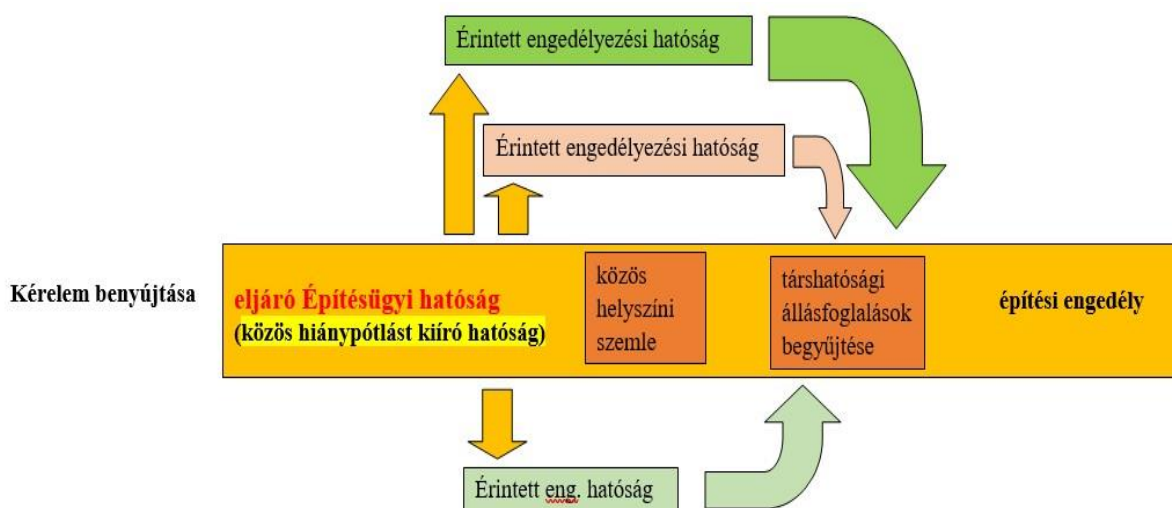 Érintett engedélyezési hatóság
Érintett engedélyezési hatóság
Kérelem benyújtása
eljáró Építésügyi hatóság
(közös hiánypótlást kiíró hatóság)
közös
helyszíni
szemle
társhatósági
állásfoglalások
begyűjtése
építési engedély
Érintett eng. hatóság